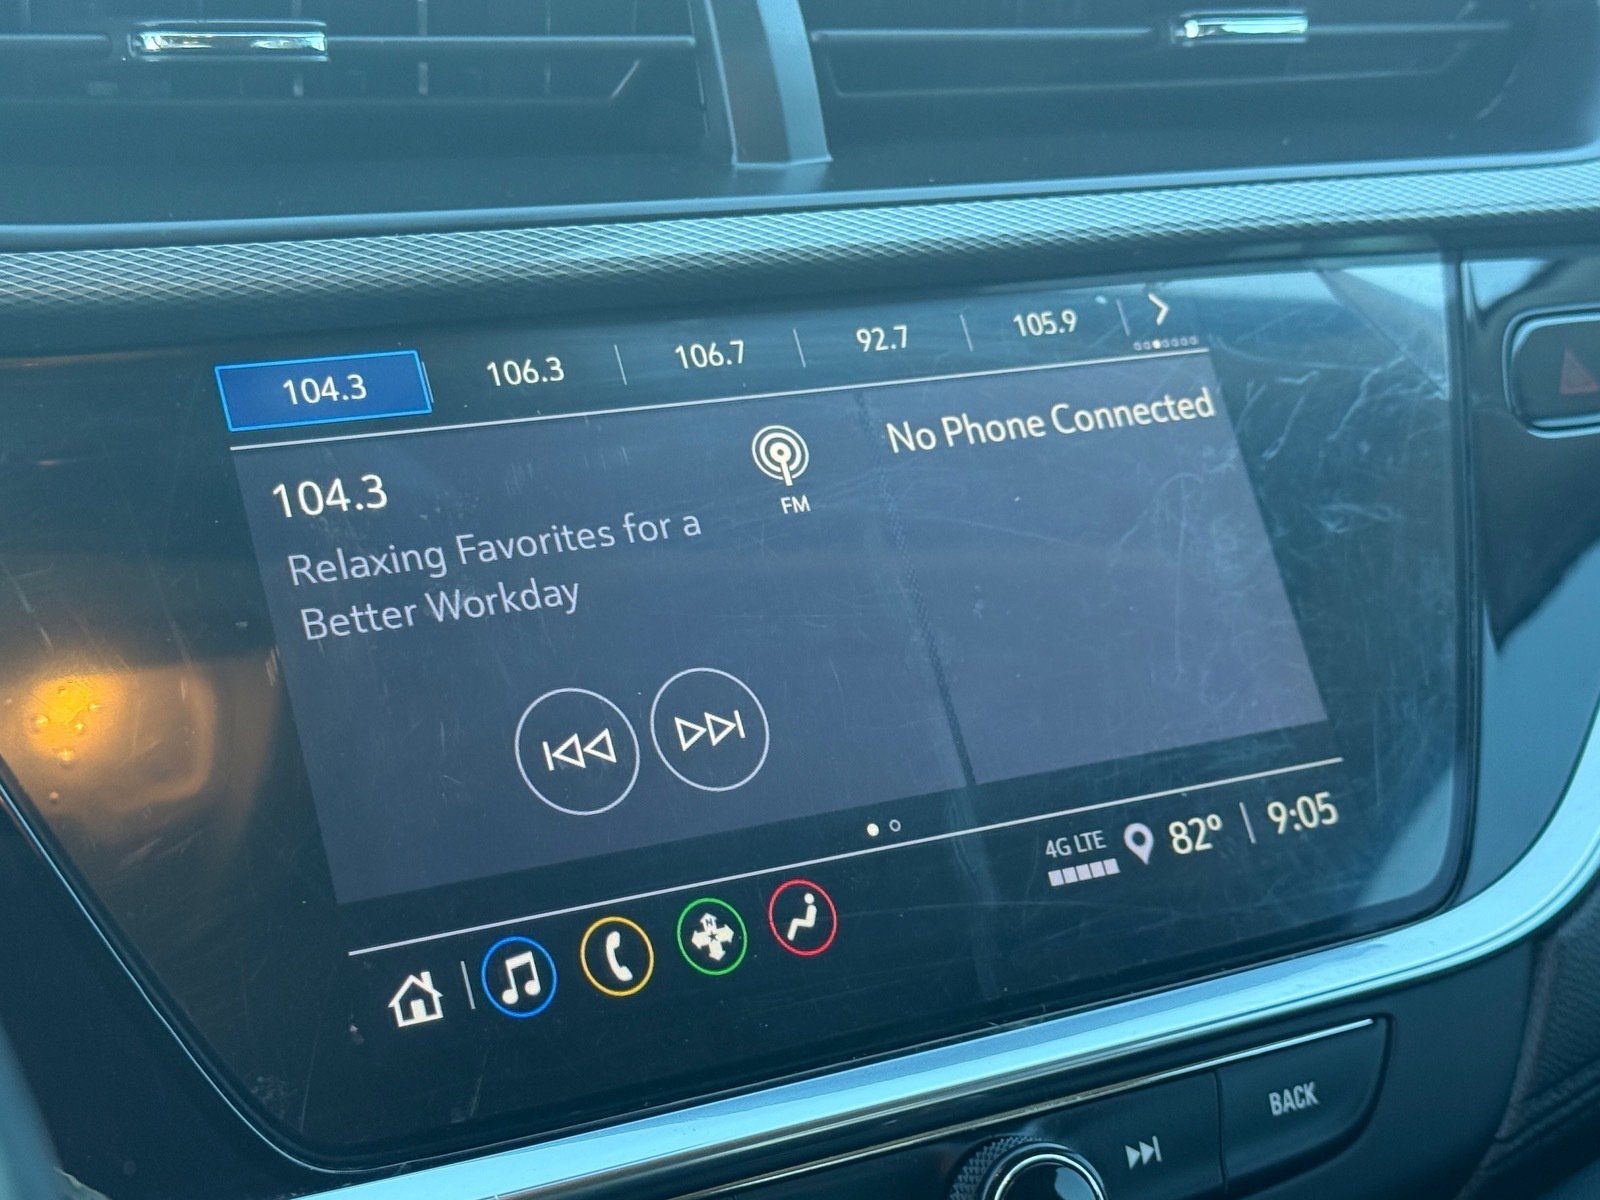 104.3
106.3
106.7
92.7
105.9
104.3
FM
Relaxing Favorites for a
Better Workday
No Phone Connected
4G LTE
82°
9:05
N
BACK